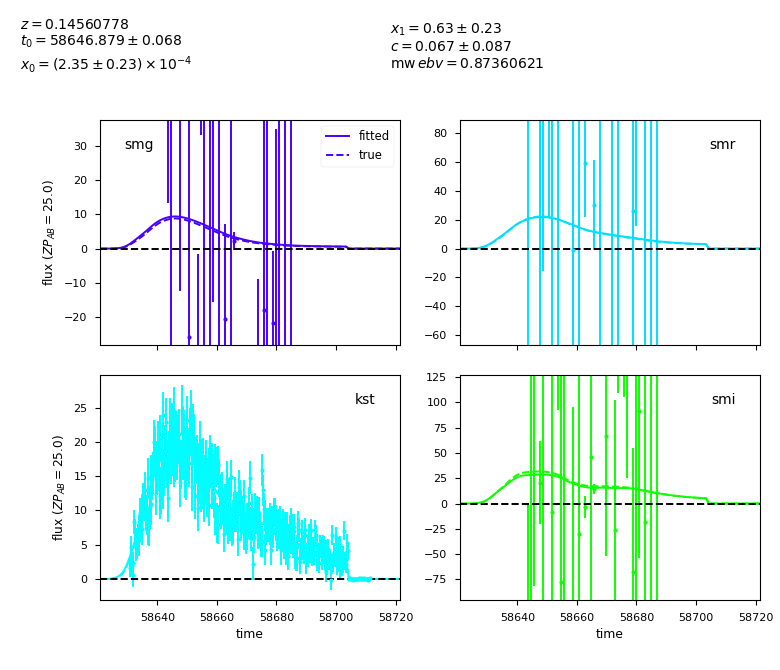 z = 0.14560778
t0 = 58646.879 ± 0.068
x0 = (2.35 ± 0.23) × 10^−4
x1 = 0.63 ± 0.23
c = 0.067 ± 0.087
mw ebv = 0.87360621
smg
fitted
true
30
20
10
0
−10
−20
flux (ZP_AB = 25.0)
smr
80
60
40
20
0
−20
−40
−60
kst
25
20
15
10
5
0
flux (ZP_AB = 25.0)
58640 58660 58680 58700 58720
time
smi
125
100
75
50
25
0
−25
−50
−75
58640 58660 58680 58700 58720
time